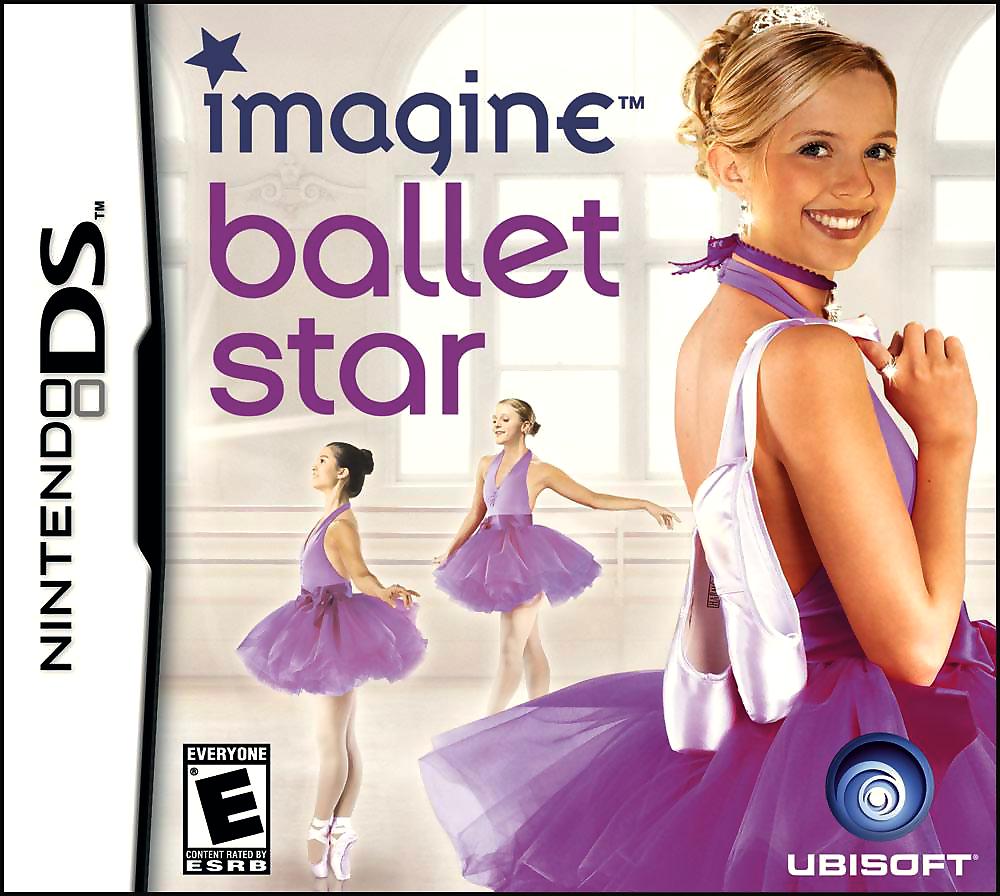 NINTENDO DS™
imagine™
ballet
star
EVERYONE
E
®
CONTENT RATED BY
ESRB
UBISOFT®